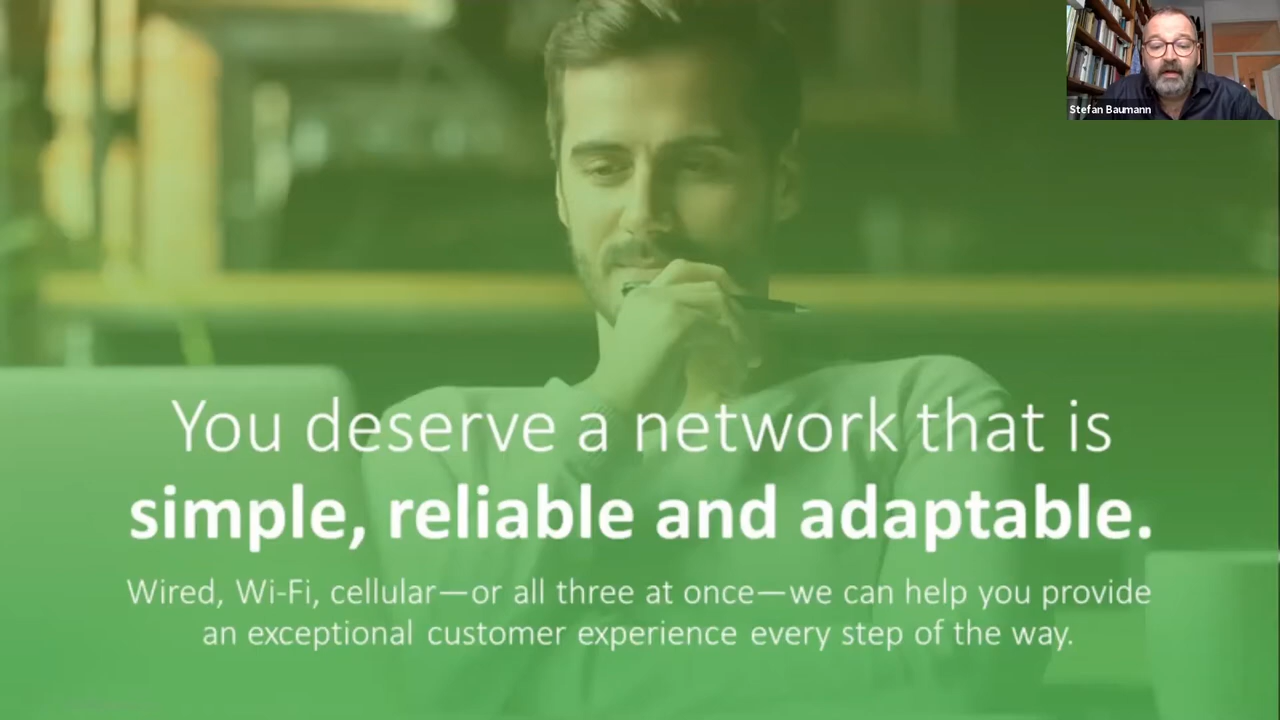 Stefan Baumann
You deserve a network that is
simple, reliable and adaptable.
Wired, Wi-Fi, cellular—or all three at once—we can help you provide
an exceptional customer experience every step of the way.